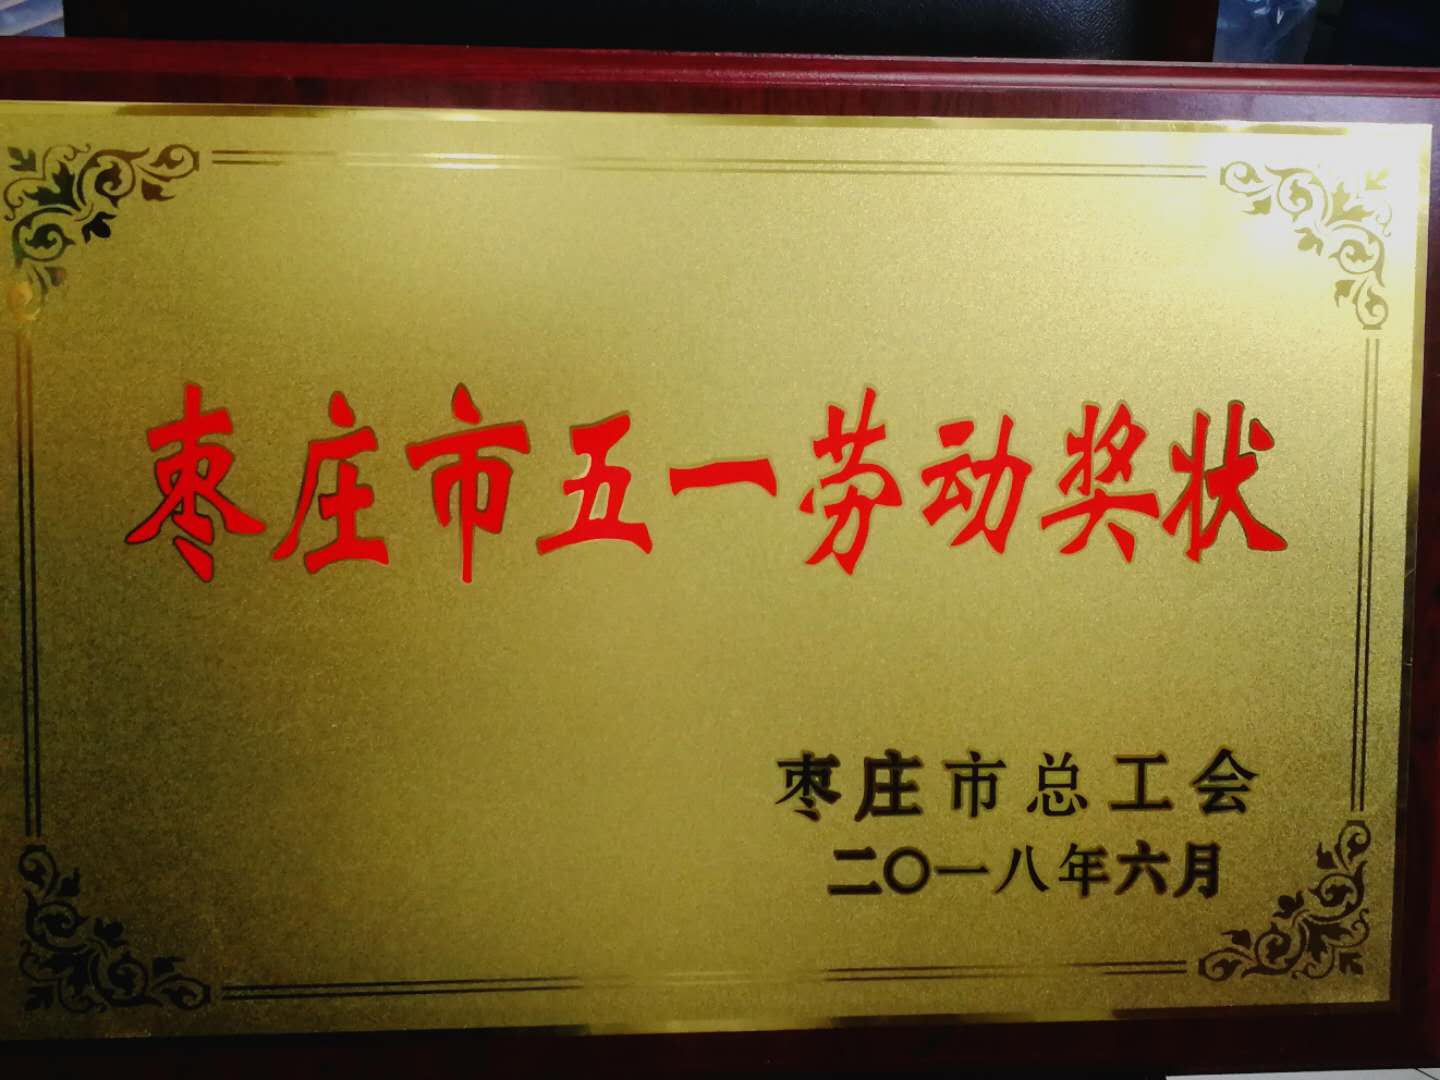 枣庄市五一劳动奖状
枣庄市总工会
二〇一八年六月